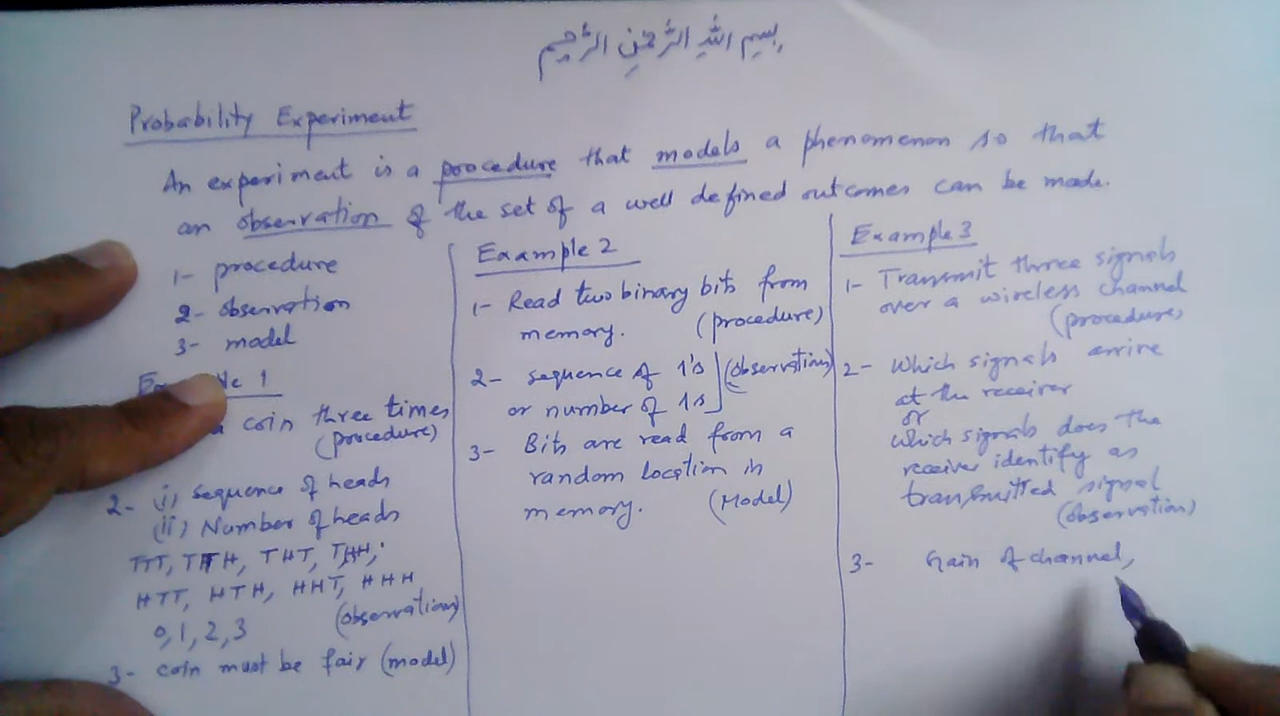 بِسْمِ اللّٰهِ الرَّحْمٰنِ الرَّحِيْمِ
Probability Experiment
An experiment is a procedure that models a phenomenon so that
an observation of the set of a well defined outcomes can be made.
1- procedure
2- observation
3- model
1
a coin three times
(procedure)
2- (i) sequence of heads
(ii) Number of heads
TTT, TTH, THT, THH,
HTT, HTH, HHT, HHH
0, 1, 2, 3 (observation)
3- coin must be fair (model)
Example 2
1- Read two binary bits from
memory. (procedure)
2- sequence of 1's
or number of 1s (observation)
3- Bits are read from a
random location in
memory. (Model)
Example 3
1- Transmit three signals
over a wireless channel
(procedure)
2- Which signals arrive
at the receiver
or
Which signals does the
receiver identify as
transmitted signal
(observation)
3- Gain of channel,